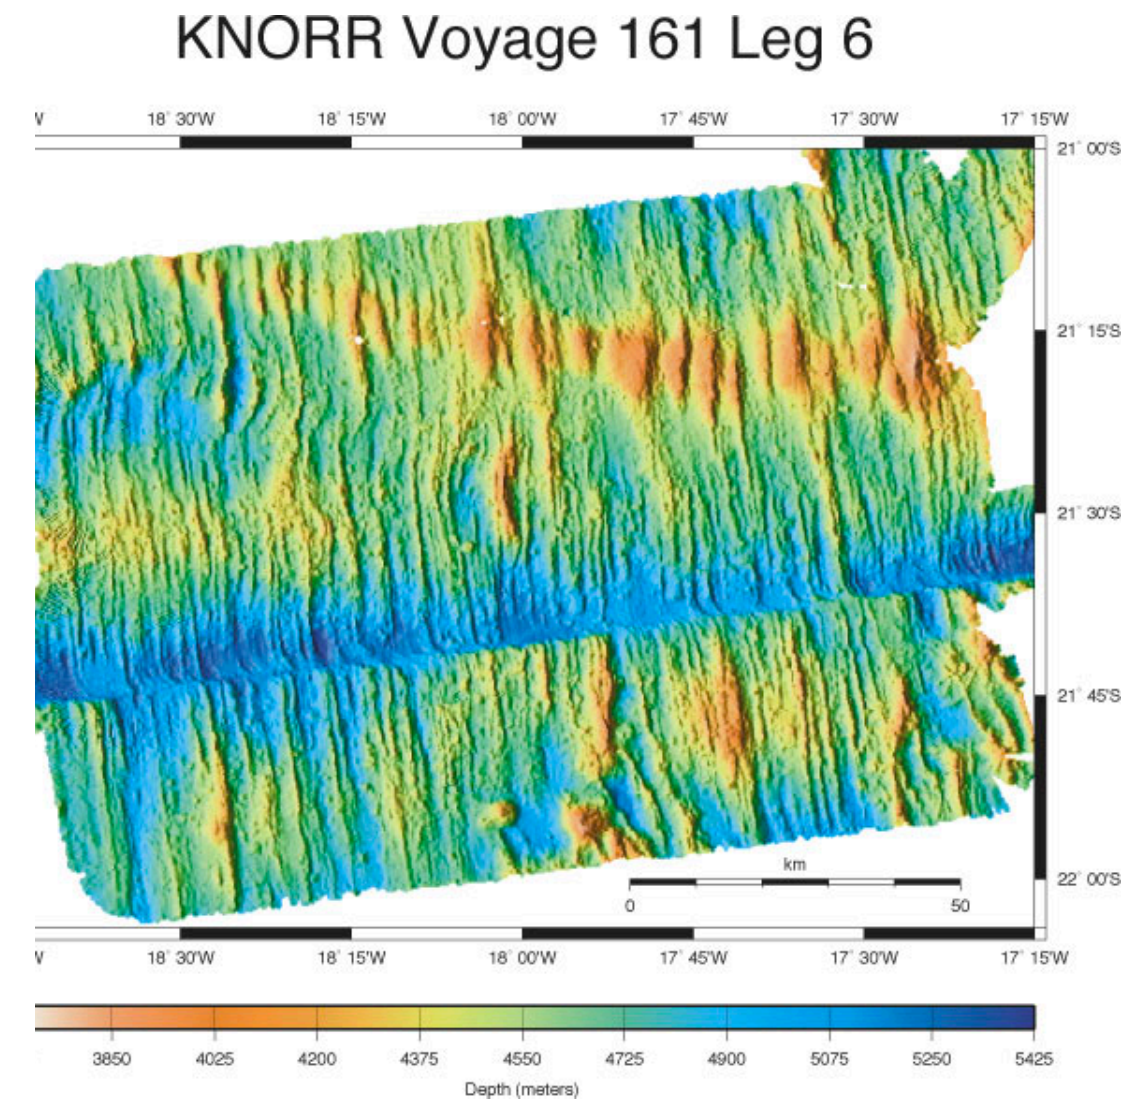 KNORR Voyage 161 Leg 6
W 18° 30'W 18° 15'W 18° 00'W 17° 45'W 17° 30'W 17° 15'W
21° 00'S
21° 15'S
21° 30'S
21° 45'S
km
0 50
22° 00'S
W 18° 30'W 18° 15'W 18° 00'W 17° 45'W 17° 30'W 17° 15'W
3850 4025 4200 4375 4550 4725 4900 5075 5250 5425
Depth (meters)